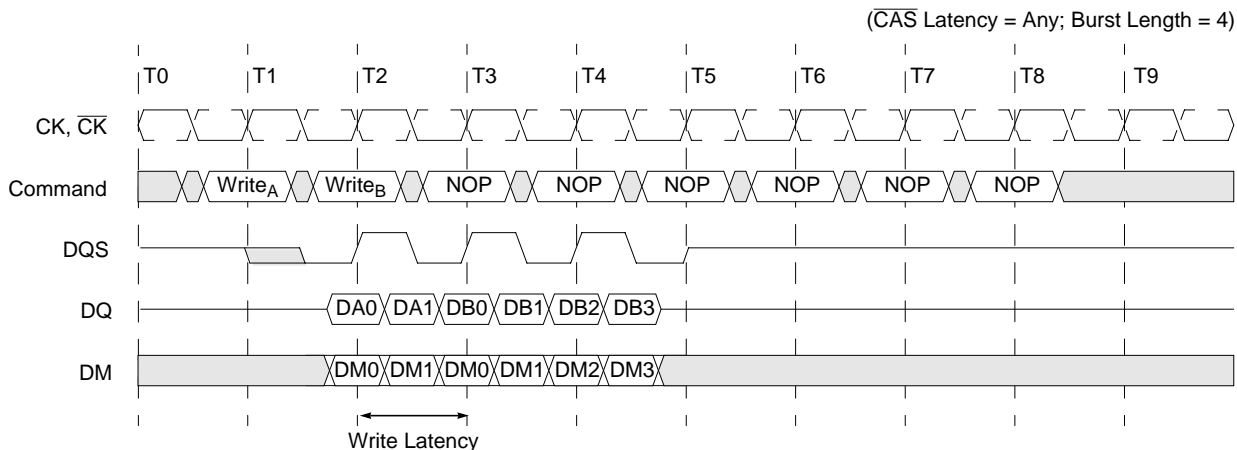 (CAS Latency = Any; Burst Length = 4)
T0 T1 T2 T3 T4 T5 T6 T7 T8 T9
CK, CK
Command WriteA WriteB NOP NOP NOP NOP NOP NOP
DQS
DQ DA0 DA1 DB0 DB1 DB2 DB3
DM DM0 DM1 DM0 DM1 DM2 DM3
Write Latency